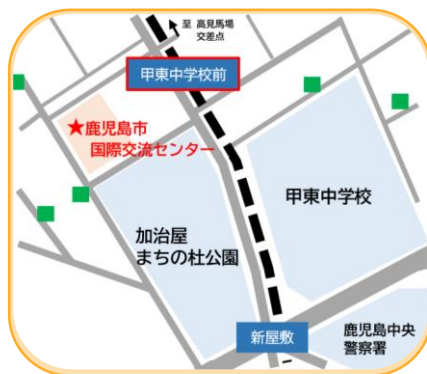 至 高見馬場
交差点
甲東中学校前
★鹿児島市
国際交流センター
甲東中学校
加治屋
まちの杜公園
新屋敷
鹿児島中央
警察署